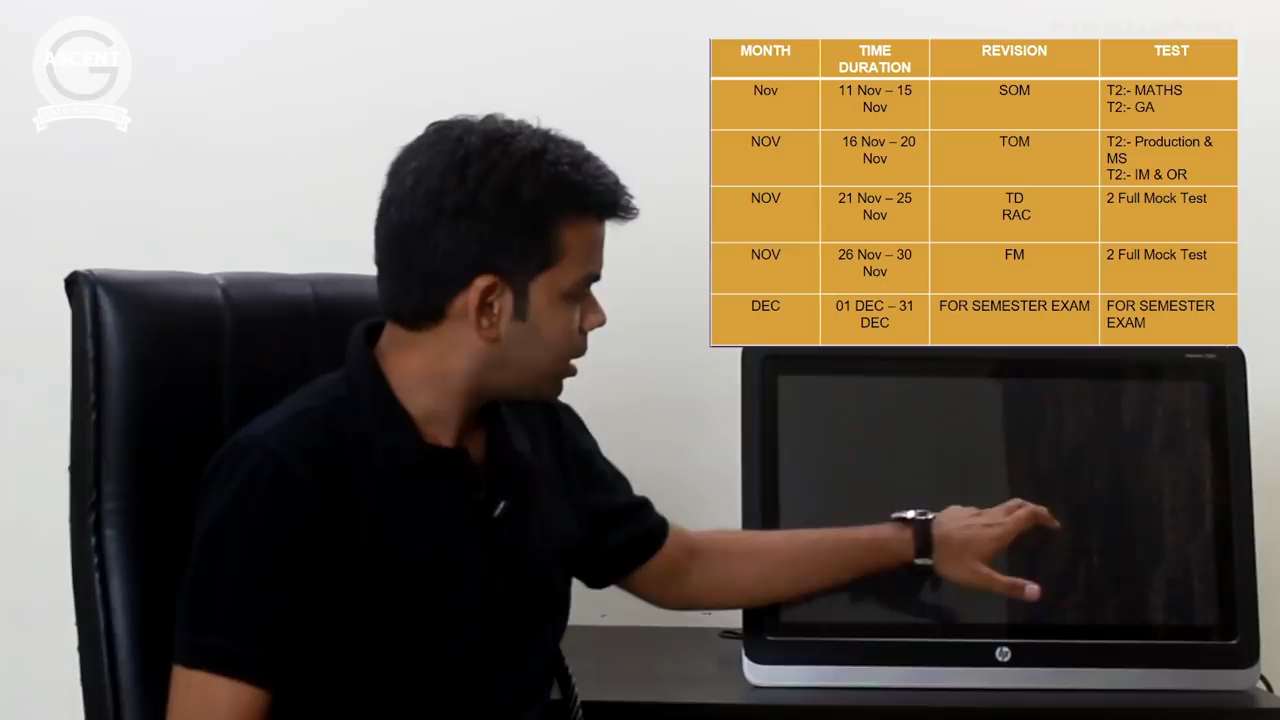 ASCENT
MONTH
TIME
DURATION
REVISION
TEST
Nov
11 Nov – 15
Nov
SOM
T2:- MATHS
T2:- GA
NOV
16 Nov – 20
Nov
TOM
T2:- Production &
MS
T2:- IM & OR
NOV
21 Nov – 25
Nov
TD
RAC
2 Full Mock Test
NOV
26 Nov – 30
Nov
FM
2 Full Mock Test
DEC
01 DEC – 31
DEC
FOR SEMESTER EXAM
FOR SEMESTER
EXAM
hp